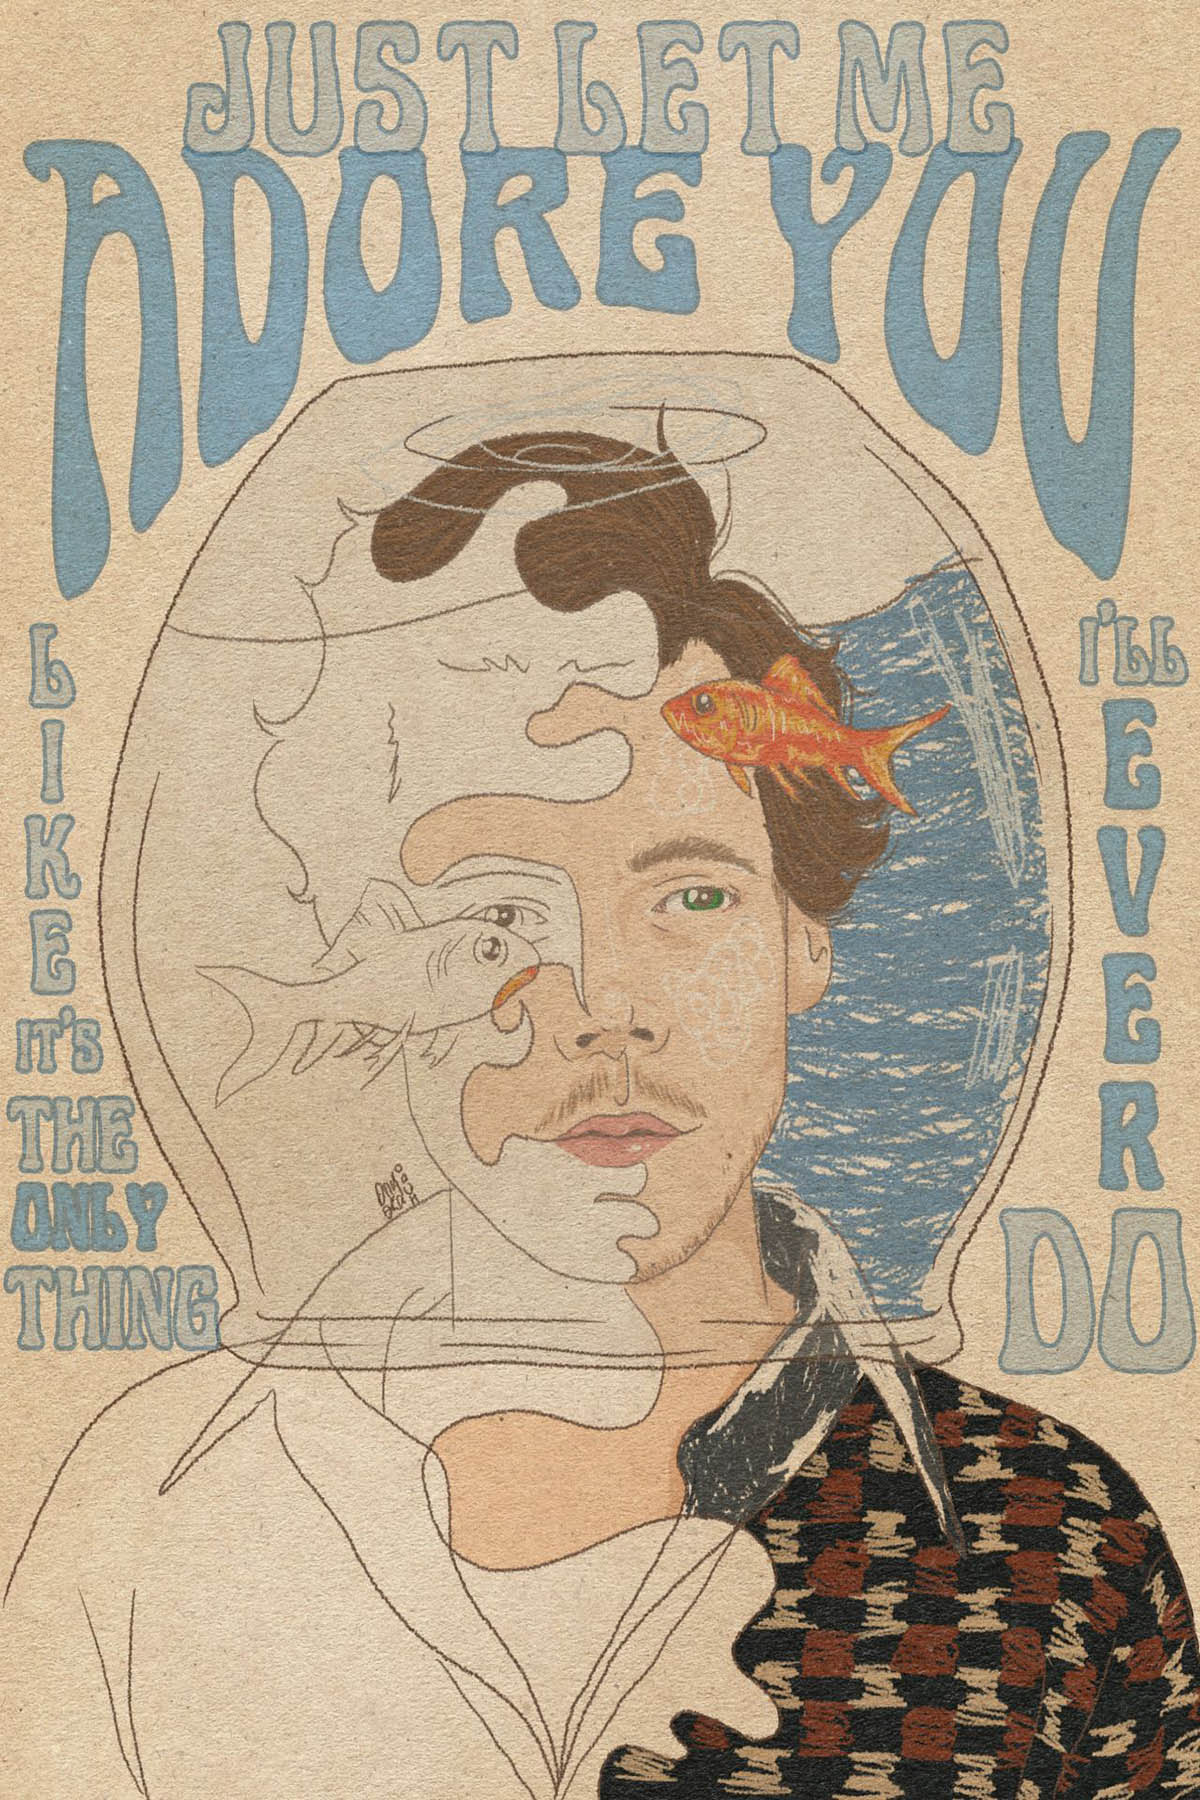 JUST LET ME
ADORE YOU
LIKE
IT'S
THE
ONLY
THING
I'LL
EVER
DO